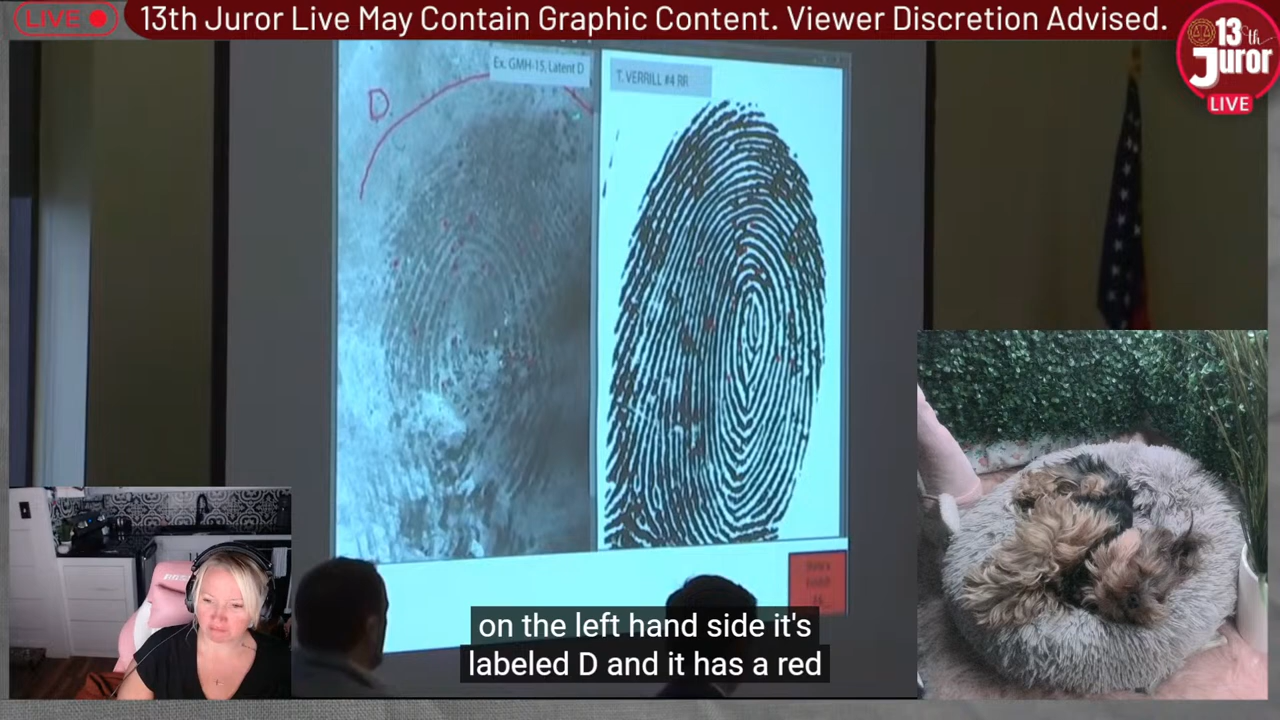 LIVE
13th Juror Live May Contain Graphic Content. Viewer Discretion Advised.
13th
Juror
LIVE
Ex. GMH-15, Latent D
T. VERRILL #4 RR
D
on the left hand side it's
labeled D and it has a red